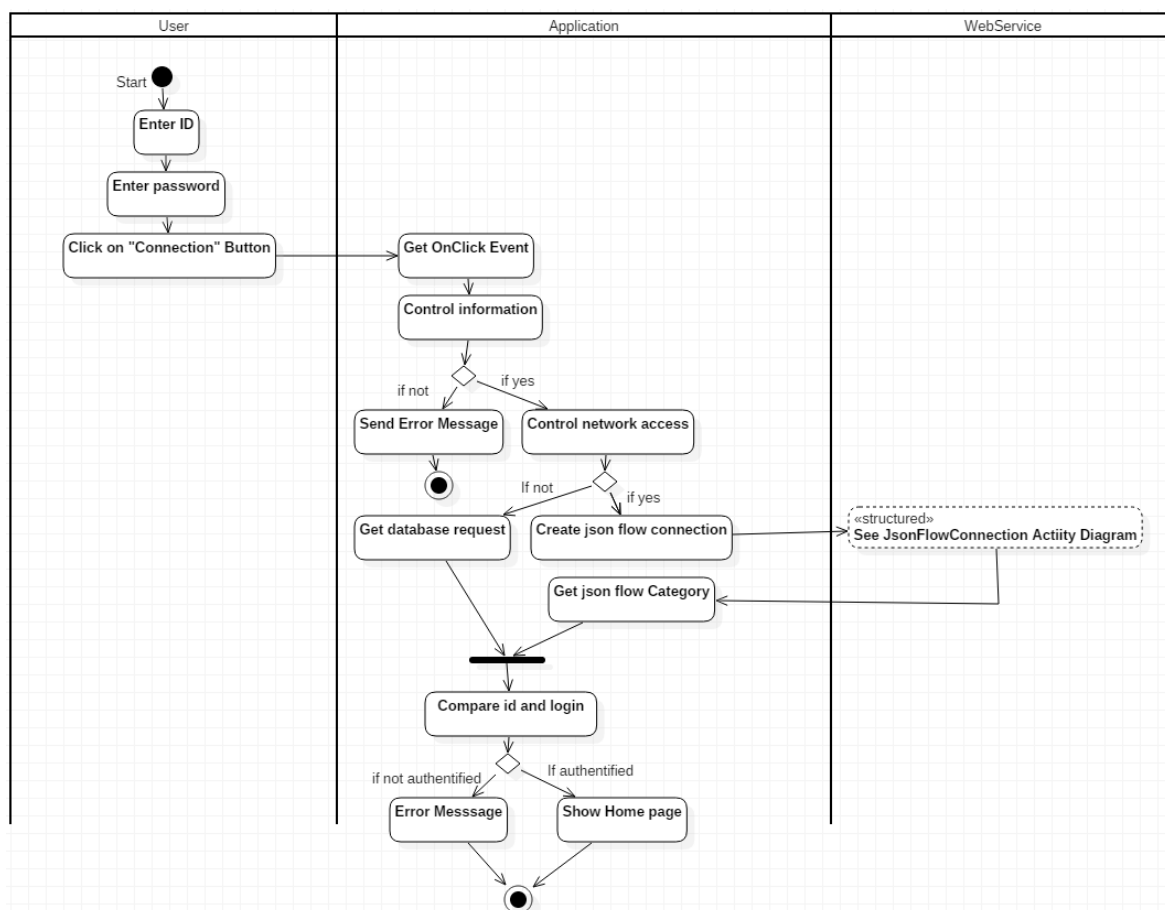 User
Application
WebService
Start
Enter ID
Enter password
Click on "Connection" Button
Get OnClick Event
Control information
if not
if yes
Send Error Message
Control network access
If not
if yes
Get database request
Create json flow connection
«structured»
See JsonFlowConnection Actiity Diagram
Get json flow Category
Compare id and login
if not authentified
If authentified
Error Messsage
Show Home page